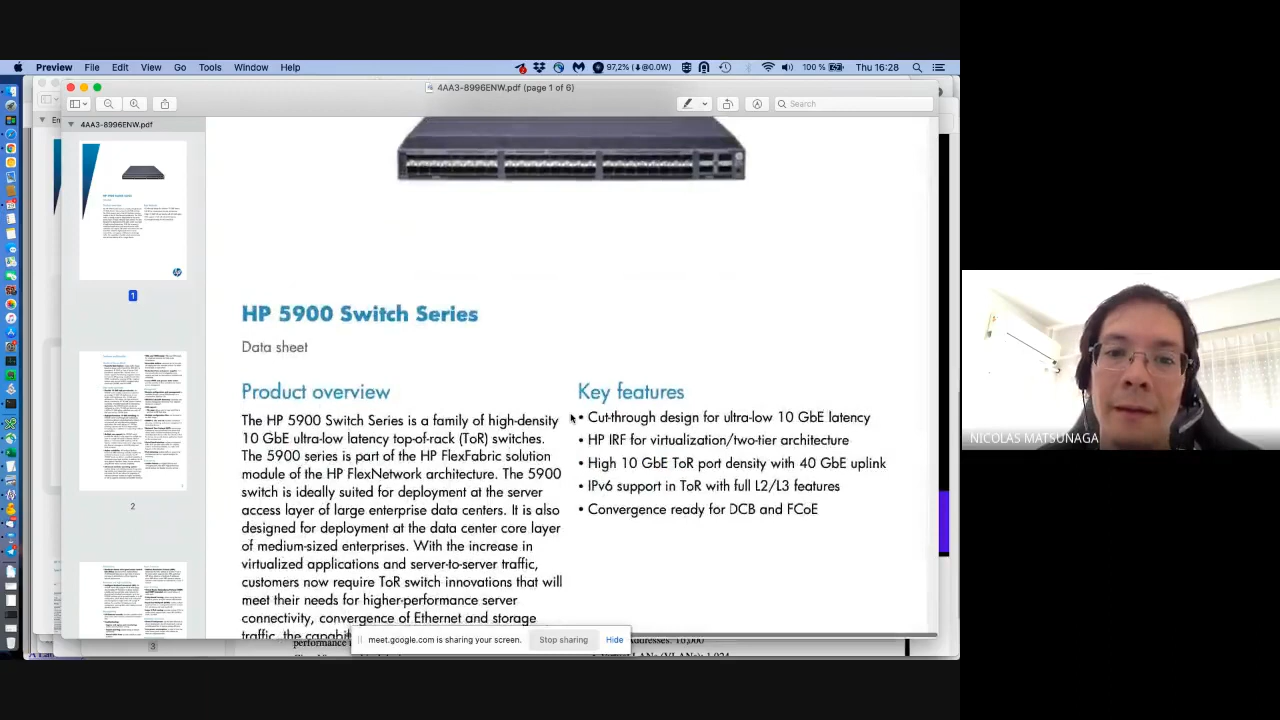 Preview File Edit View Go Tools Window Help
97,2% (⬇@0.0W)
100 %
Thu 16:28
4AA3-8996ENW.pdf (page 1 of 6)
Search
4AA3-8996ENW.pdf
1
2
3
HP 5900 Switch Series
Data sheet
Product overview
The HP 5900 Switch Series is a family of high-density
10 GbE ultra-low-latency top-of-rack (ToR) switches.
The 5900 series is part of the HP FlexFabric solution
module of the HP FlexNetwork architecture. The 5900
switch is ideally suited for deployment at the server
access layer of large enterprise data centers. It is also
designed for deployment at the data center core layer
of medium-sized enterprises. With the increase in
virtualized applications and server-to-server traffic,
customers now require ToR switch innovations that will
meet their needs for higher-performance server
connectivity, convergence of Ethernet and storage
traffic, the capabilit
Key features
• Cut-through design for ultra-low 10 GbE ToR
• HP IRF for virtualization/two-tier architecture
• High 10 GbE ToR port density with 40 GbE uplink
• IPv6 support in ToR with full L2/L3 features
• Convergence ready for DCB and FCoE
meet.google.com is sharing your screen.
Stop sharing
Hide
NICOLAS MATSUNAGA